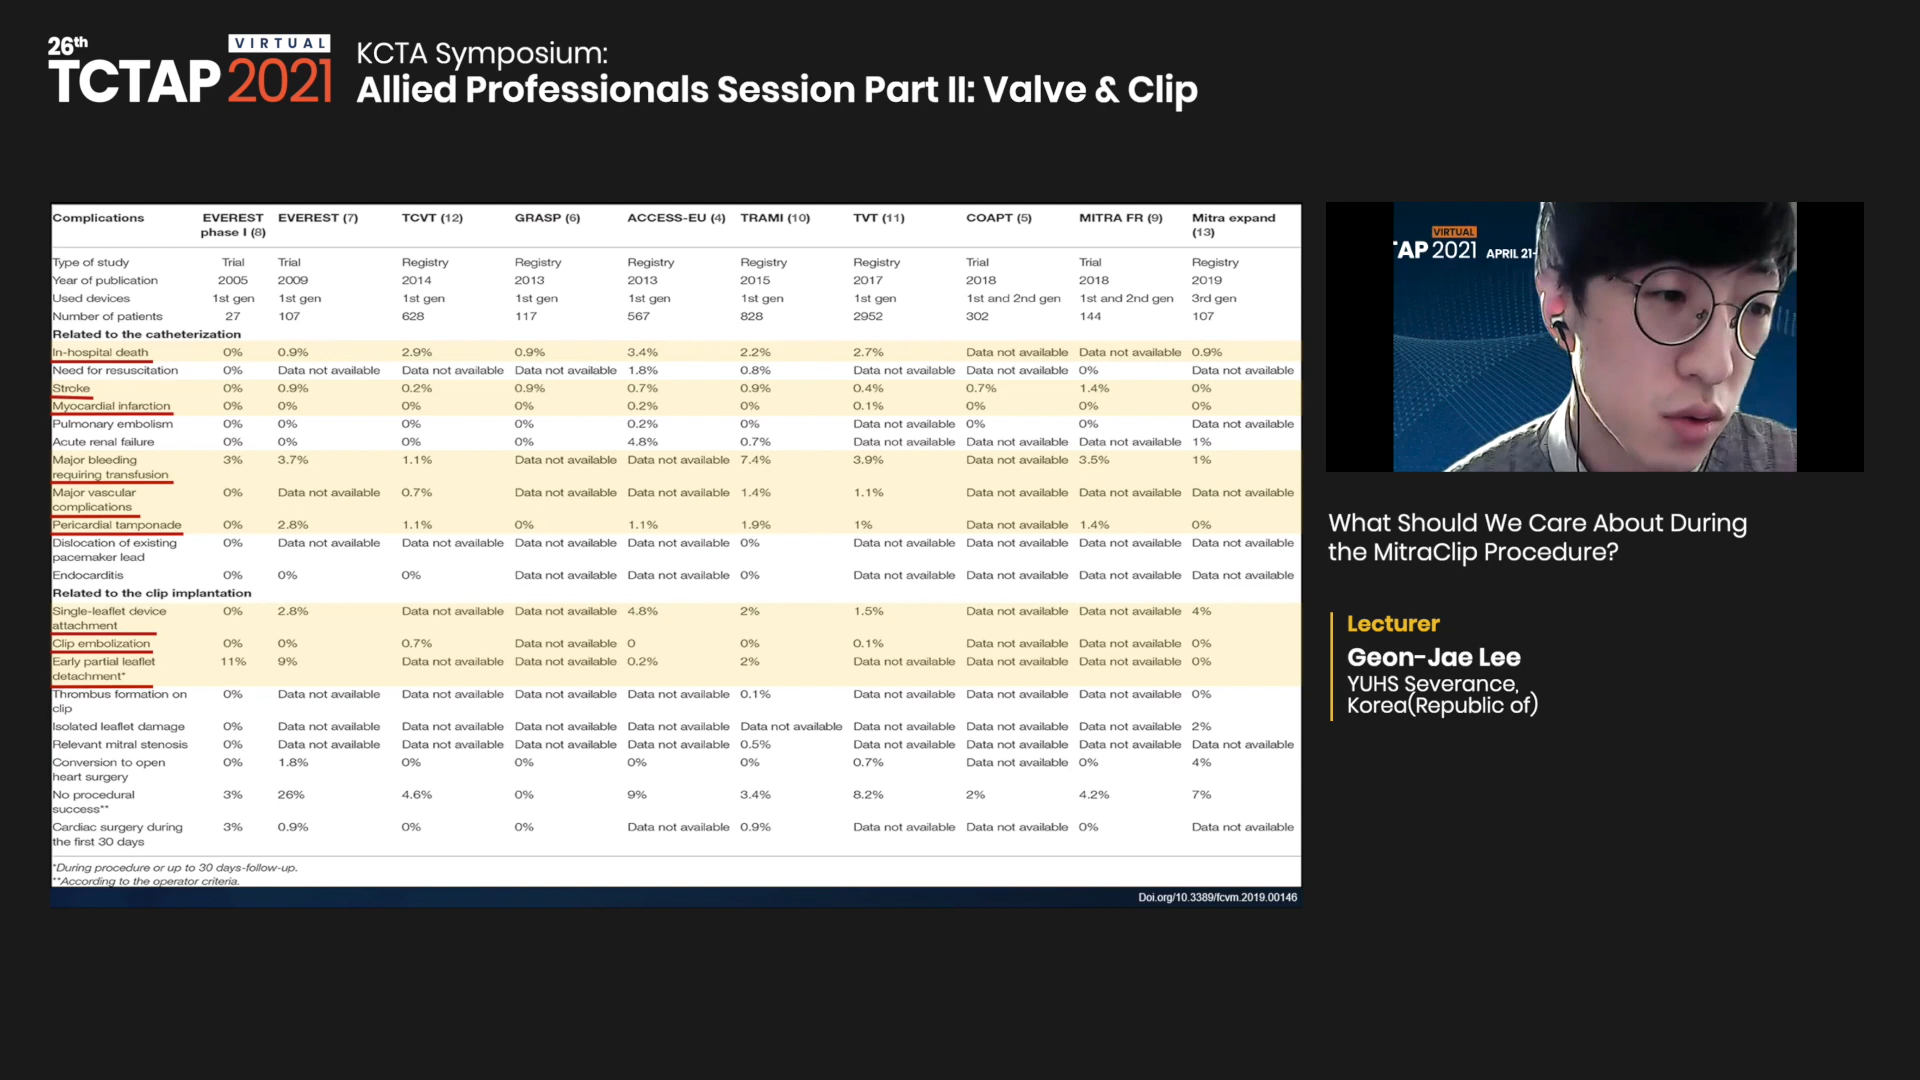 26th
VIRTUAL
TCTAP 2021
KCTA Symposium:
Allied Professionals Session Part II: Valve & Clip
Complications EVEREST phase I (8) EVEREST (7) TCVT (12) GRASP (6) ACCESS-EU (4) TRAMI (10) TVT (11) COAPT (5) MITRA FR (9) Mitra expand (13)
Type of study Trial Trial Registry Registry Registry Registry Registry Trial Trial Registry
Year of publication 2005 2009 2014 2013 2013 2015 2017 2018 2018 2019
Used devices 1st gen 1st gen 1st gen 1st gen 1st gen 1st gen 1st gen 1st and 2nd gen 1st and 2nd gen 3rd gen
Number of patients 27 107 628 117 567 828 2952 302 144 107
Related to the catheterization
In-hospital death 0% 0.9% 2.9% 0.9% 3.4% 2.2% 2.7% Data not available Data not available 0.9%
Need for resuscitation 0% Data not available Data not available Data not available 1.8% 0.8% Data not available Data not available 0% Data not available
Stroke 0% 0.9% 0.2% 0.9% 0.7% 0.9% 0.4% 0.7% 1.4% 0%
Myocardial infarction 0% 0% 0% 0% 0.2% 0% 0.1% 0% 0% 0%
Pulmonary embolism 0% 0% 0% 0% 0.2% 0% Data not available 0% 0% Data not available
Acute renal failure 0% 0% 0% 0% 4.8% 0.7% Data not available Data not available Data not available 1%
Major bleeding requiring transfusion 3% 3.7% 1.1% Data not available Data not available 7.4% 3.9% Data not available 3.5% 1%
Major vascular complications 0% Data not available 0.7% Data not available Data not available 1.4% 1.1% Data not available Data not available Data not available
Pericardial tamponade 0% 2.8% 1.1% 0% 1.1% 1.9% 1% Data not available 1.4% 0%
Dislocation of existing pacemaker lead 0% Data not available Data not available Data not available Data not available 0% Data not available Data not available Data not available Data not available
Endocarditis 0% 0% 0% Data not available Data not available 0% Data not available Data not available Data not available Data not available
Related to the clip implantation
Single-leaflet device attachment 0% 2.8% Data not available Data not available 4.8% 2% 1.5% Data not available Data not available 4%
Clip embolization 0% 0% 0.7% Data not available 0 0% 0.1% Data not available Data not available 0%
Early partial leaflet detachment* 11% 9% Data not available Data not available 0.2% 2% Data not available Data not available Data not available 0%
Thrombus formation on clip 0% Data not available Data not available Data not available Data not available 0.1% Data not available Data not available Data not available 0%
Isolated leaflet damage 0% Data not available Data not available Data not available Data not available Data not available Data not available Data not available Data not available 2%
Relevant mitral stenosis 0% Data not available Data not available Data not available Data not available 0.5% Data not available Data not available Data not available Data not available
Conversion to open heart surgery 0% 1.8% 0% 0% 0% 0% 0.7% Data not available 0% 4%
No procedural success** 3% 26% 4.6% 0% 9% 3.4% 8.2% 2% 4.2% 7%
Cardiac surgery during the first 30 days 3% 0.9% 0% 0% Data not available 0.9% Data not available Data not available 0% Data not available
*During procedure or up to 30 days-follow-up.
**According to the operator criteria.
Doi.org/10.3389/fcvm.2019.00146
VIRTUAL
TAP 2021 APRIL 21-
What Should We Care About During
the MitraClip Procedure?
Lecturer
Geon-Jae Lee
YUHS Severance,
Korea(Republic of)